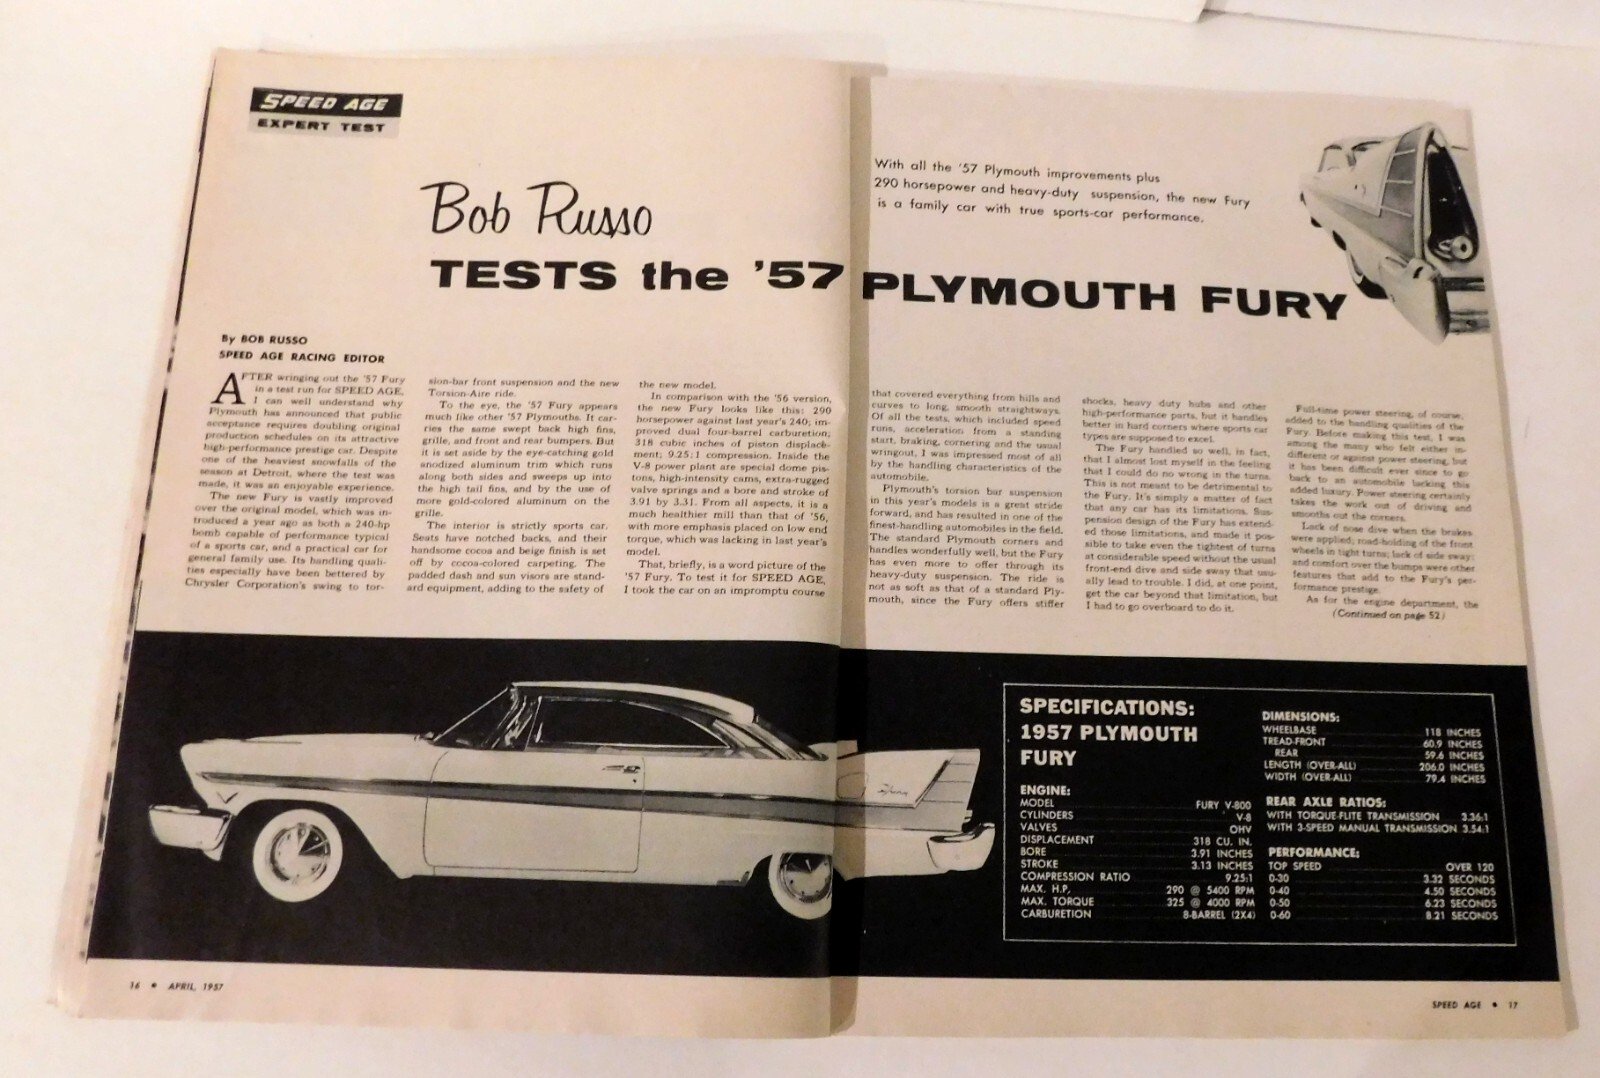 SPEED AGE
EXPERT TEST
Bob Russo
TESTS the '57 PLYMOUTH FURY
With all the '57 Plymouth improvements plus
290 horsepower and heavy-duty suspension, the new Fury
is a family car with true sports-car performance.
By BOB RUSSO
SPEED AGE RACING EDITOR
AFTER wringing out the '57 Fury
in a test run for SPEED AGE,
I can well understand why
Plymouth has announced that public
acceptance requires doubling original
production schedules on its attractive
high-performance prestige car. Despite
one of the heaviest snowfalls of the
season at Detroit, where the test was
made, it was an enjoyable experience.
The new Fury is vastly improved
over the original model, which was in-
troduced a year ago as both a 240-hp
bomb capable of performance typical
of a sports car, and a practical car for
general family use. Its handling quali-
ties especially have been bettered by
Chrysler Corporation's swing to tor-
sion-bar front suspension and the new
Torsion-Aire ride.
To the eye, the '57 Fury appears
much like other '57 Plymouths. It car-
ries the same swept back high fins,
grille, and front and rear bumpers. But
it is set aside by the eye-catching gold
anodized aluminum trim which runs
along both sides and sweeps up into
the high tail fins, and by the use of
more gold-colored aluminum on the
grille.
The interior is strictly sports car.
Seats have notched backs, and their
handsome cocoa and beige finish is set
off by cocoa-colored carpeting. The
padded dash and sun visors are stand-
ard equipment, adding to the safety of
the new model.
In comparison with the '56 version,
the new Fury looks like this: 290
horsepower against last year's 240; im-
proved dual four-barrel carburetion;
318 cubic inches of piston displace-
ment; 9.25:1 compression. Inside the
V-8 power plant are special dome pis-
tons, high-intensity cams, extra-rugged
valve springs and a bore and stroke of
3.91 by 3.31. From all aspects, it is a
much healthier mill than that of '56,
with more emphasis placed on low end
torque, which was lacking in last year's
model.
That, briefly, is a word picture of the
'57 Fury. To test it for SPEED AGE,
I took the car on an impromptu course
that covered everything from hills and
curves to long, smooth straightways.
Of all the tests, which included speed
runs, acceleration from a standing
start, braking, cornering and the usual
wringout, I was impressed most of all
by the handling characteristics of the
automobile.
Plymouth's torsion bar suspension
in this year's models is a great stride
forward, and has resulted in one of the
finest-handling automobiles in the field.
The standard Plymouth corners and
handles wonderfully well, but the Fury
has even more to offer through its
heavy-duty suspension. The ride is
not as soft as that of a standard Ply-
mouth, since the Fury offers stiffer
shocks, heavy duty hubs and other
high-performance parts, but it handles
better in hard corners where sports car
types are supposed to excel.
The Fury handled so well, in fact,
that I almost lost myself in the feeling
that I could do no wrong in the turns.
This is not meant to be detrimental to
the Fury. It's simply a matter of fact
that any car has its limitations. Sus-
pension design of the Fury has extend-
ed those limitations, and made it pos-
sible to take even the tightest of turns
at considerable speed without the usual
front-end dive and side sway that usu-
ally lead to trouble. I did, at one point,
get the car beyond that limitation, but
I had to go overboard to do it.
Full-time power steering, of course,
added to the handling qualities of the
Fury. Before making this test, I was
among the many who felt either in-
different or against power steering, but
it has been difficult ever since to go
back to an automobile lacking this
added luxury. Power steering certainly
takes the work out of driving and
smooths out the corners.
Lack of nose dive when the brakes
were applied; road-holding of the front
wheels in tight turns; lack of side sway;
and comfort over the bumps were other
features that add to the Fury's per-
formance prestige.
As for the engine department, the
(Continued on page 52)
Fury
SPECIFICATIONS:
1957 PLYMOUTH
FURY
ENGINE:
MODEL FURY V-800
CYLINDERS V-8
VALVES OHV
DISPLACEMENT 318 CU. IN.
BORE 3.91 INCHES
STROKE 3.13 INCHES
COMPRESSION RATIO 9.25:1
MAX. H.P. 290 @ 5400 RPM
MAX. TORQUE 325 @ 4000 RPM
CARBURETION 8-BARREL (2X4)
DIMENSIONS:
WHEELBASE 118 INCHES
TREAD-FRONT 60.9 INCHES
REAR 59.6 INCHES
LENGTH (OVER-ALL) 206.0 INCHES
WIDTH (OVER-ALL) 79.4 INCHES
REAR AXLE RATIOS:
WITH TORQUE-FLITE TRANSMISSION 3.36:1
WITH 3-SPEED MANUAL TRANSMISSION 3.54:1
PERFORMANCE:
TOP SPEED OVER 120
0-30 3.32 SECONDS
0-40 4.50 SECONDS
0-50 6.23 SECONDS
0-60 8.21 SECONDS
16 • APRIL, 1957
SPEED AGE • 17